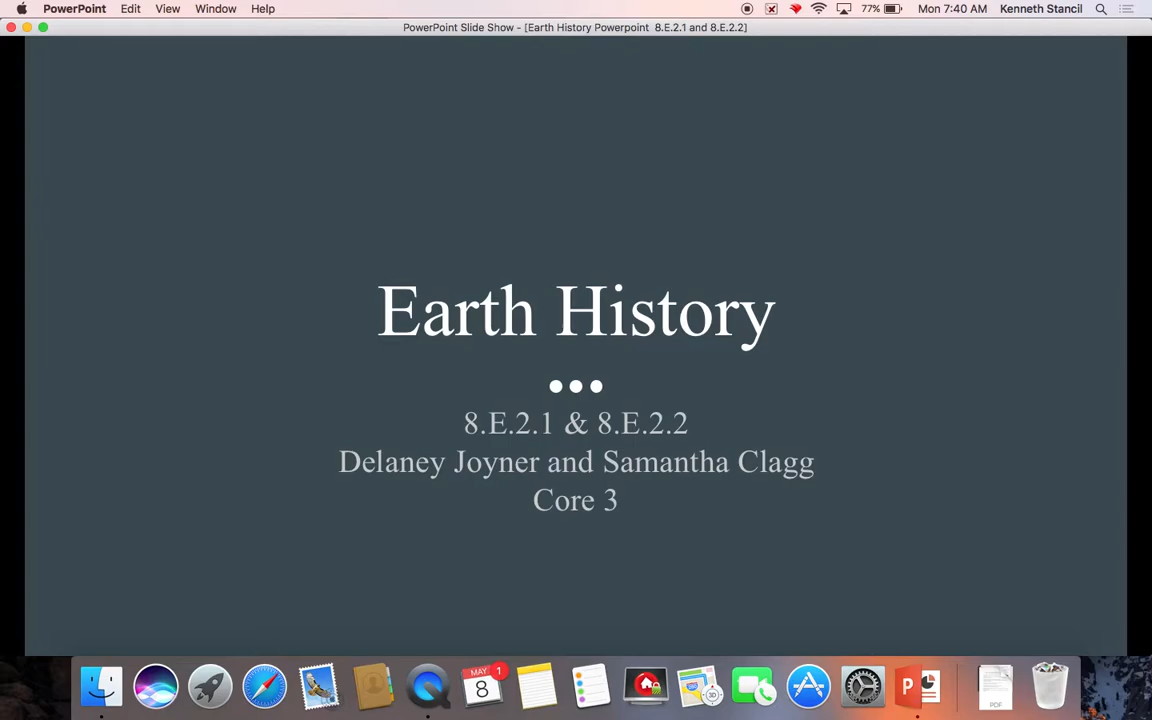 PowerPoint Edit View Window Help 77% Mon 7:40 AM Kenneth Stancil
PowerPoint Slide Show - [Earth History Powerpoint 8.E.2.1 and 8.E.2.2]
Earth History
8.E.2.1 & 8.E.2.2
Delaney Joyner and Samantha Clagg
Core 3
MAY 1
8
3D
P
PDF